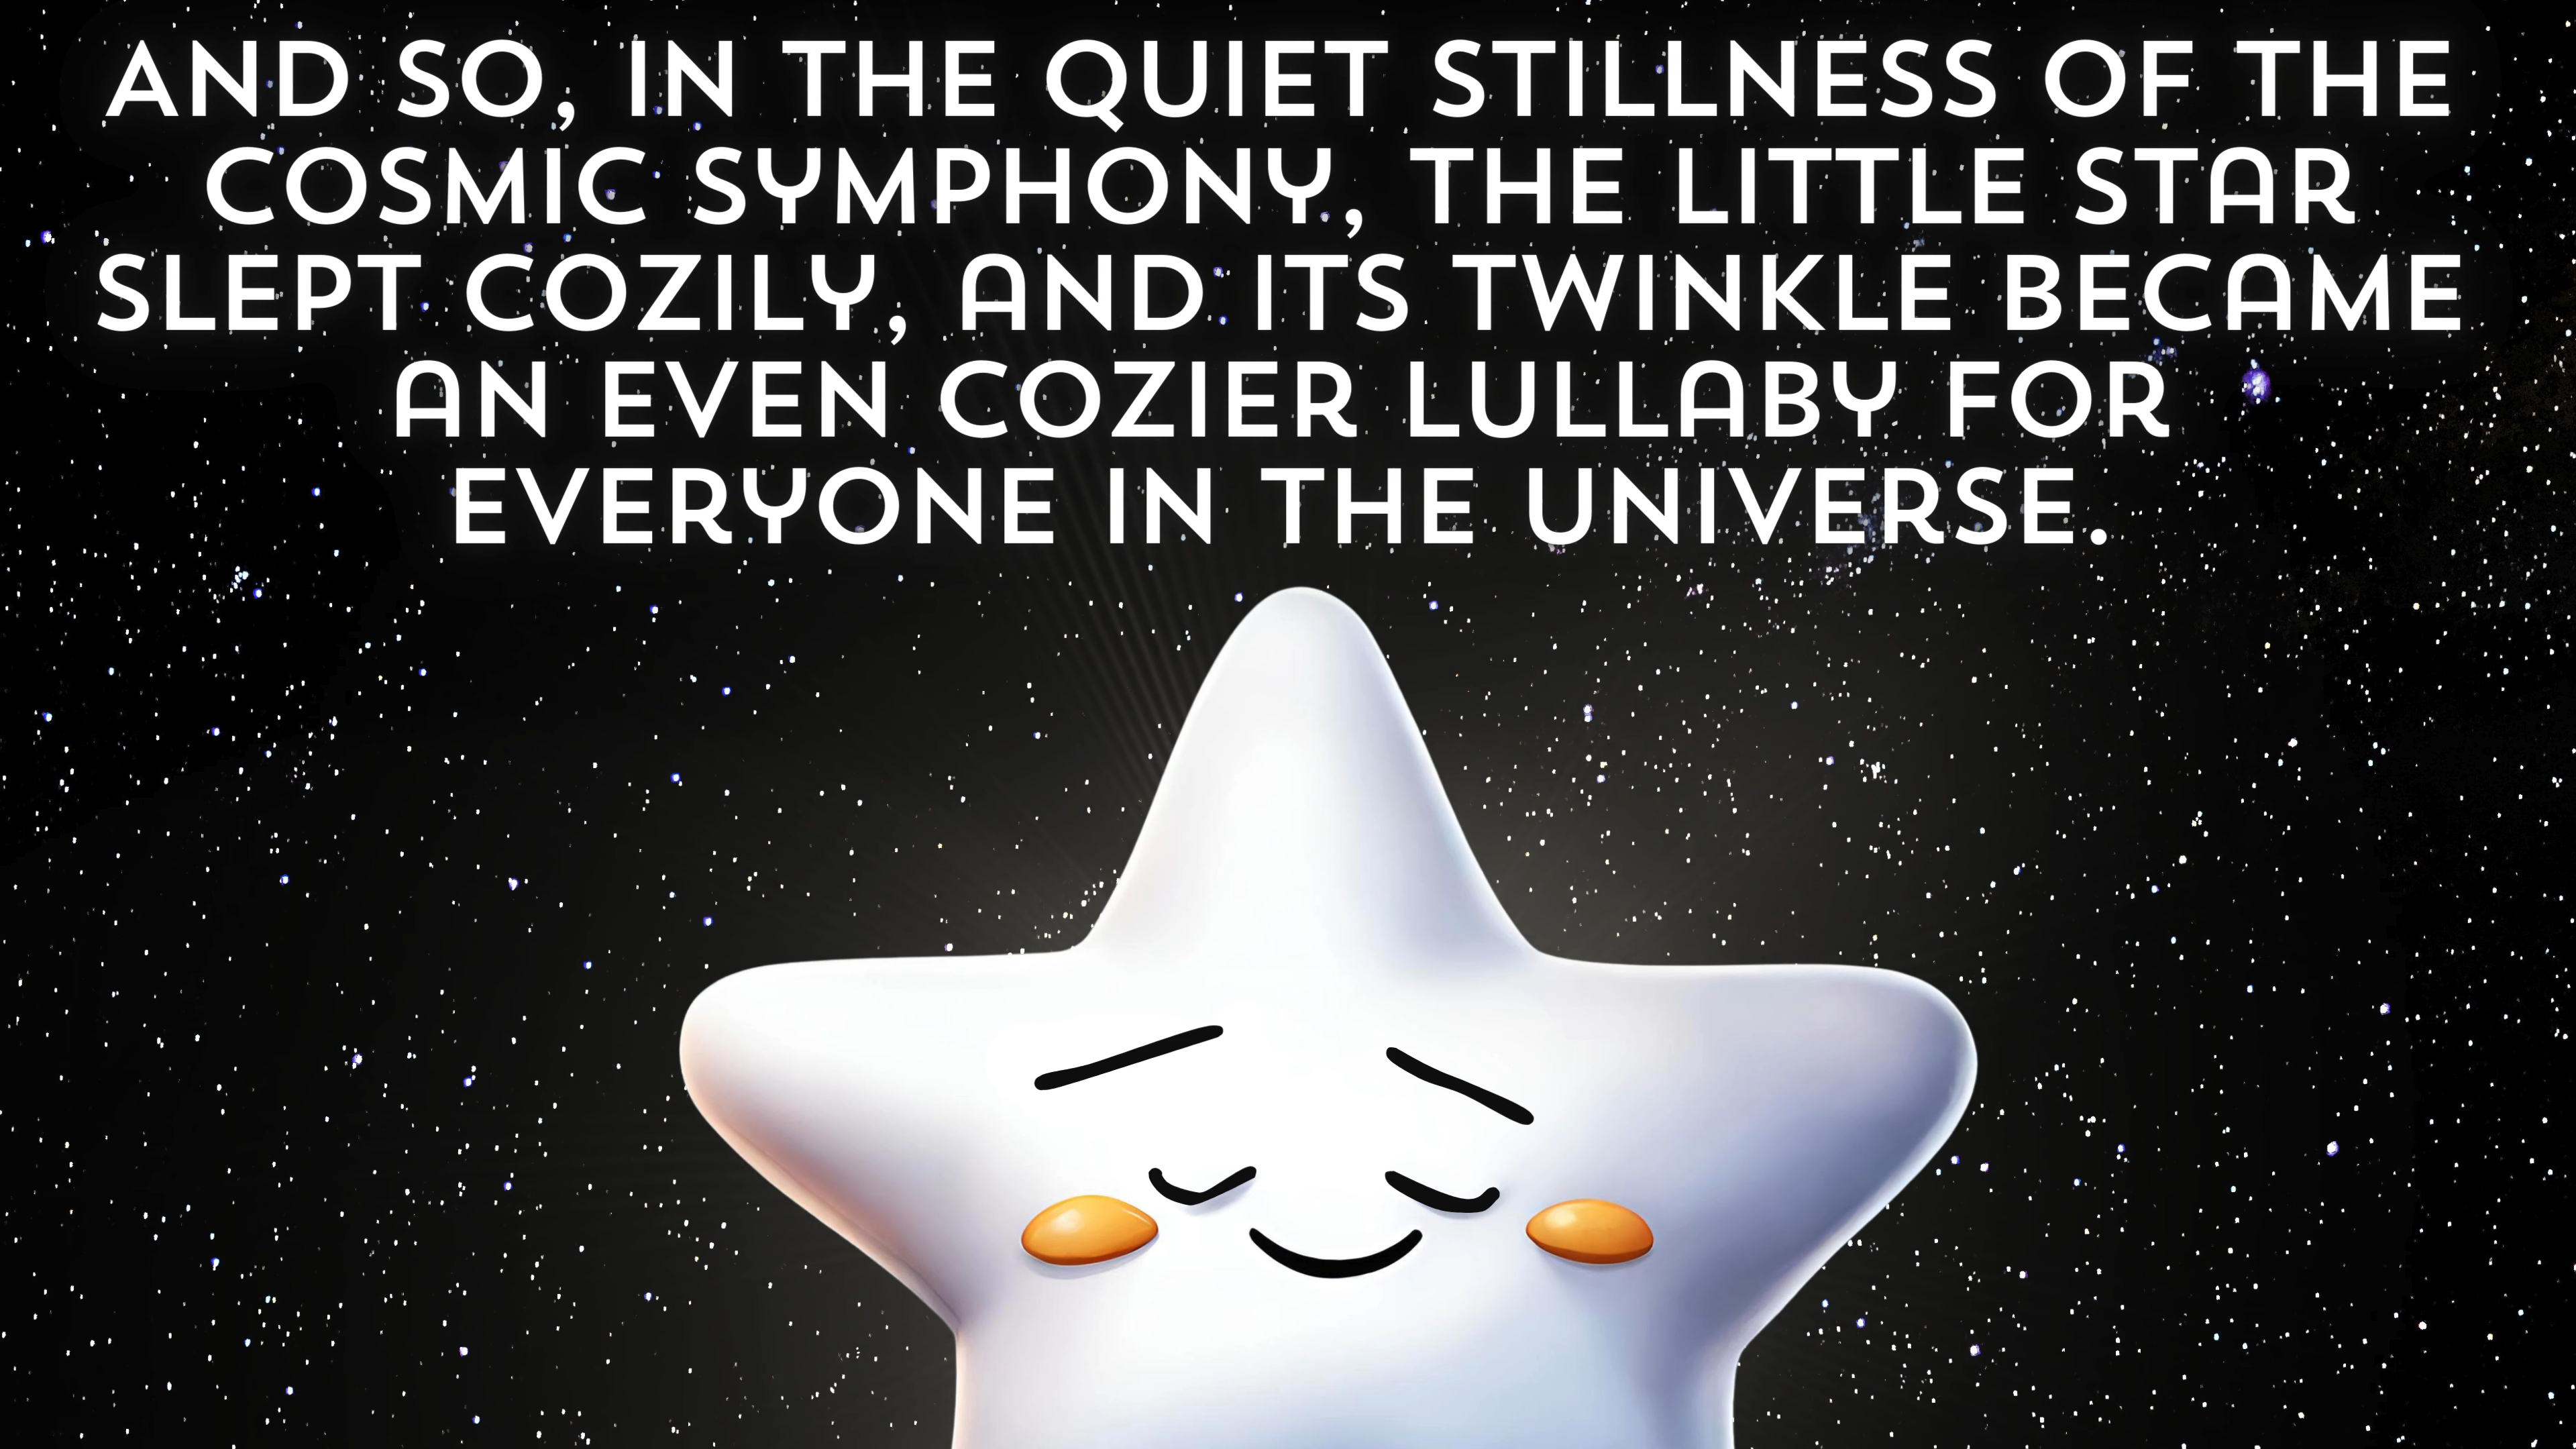 AND SO, IN THE QUIET STILLNESS OF THE
COSMIC SYMPHONY, THE LITTLE STAR
SLEPT COZILY, AND ITS TWINKLE BECAME
AN EVEN COZIER LULLABY FOR
EVERYONE IN THE UNIVERSE.